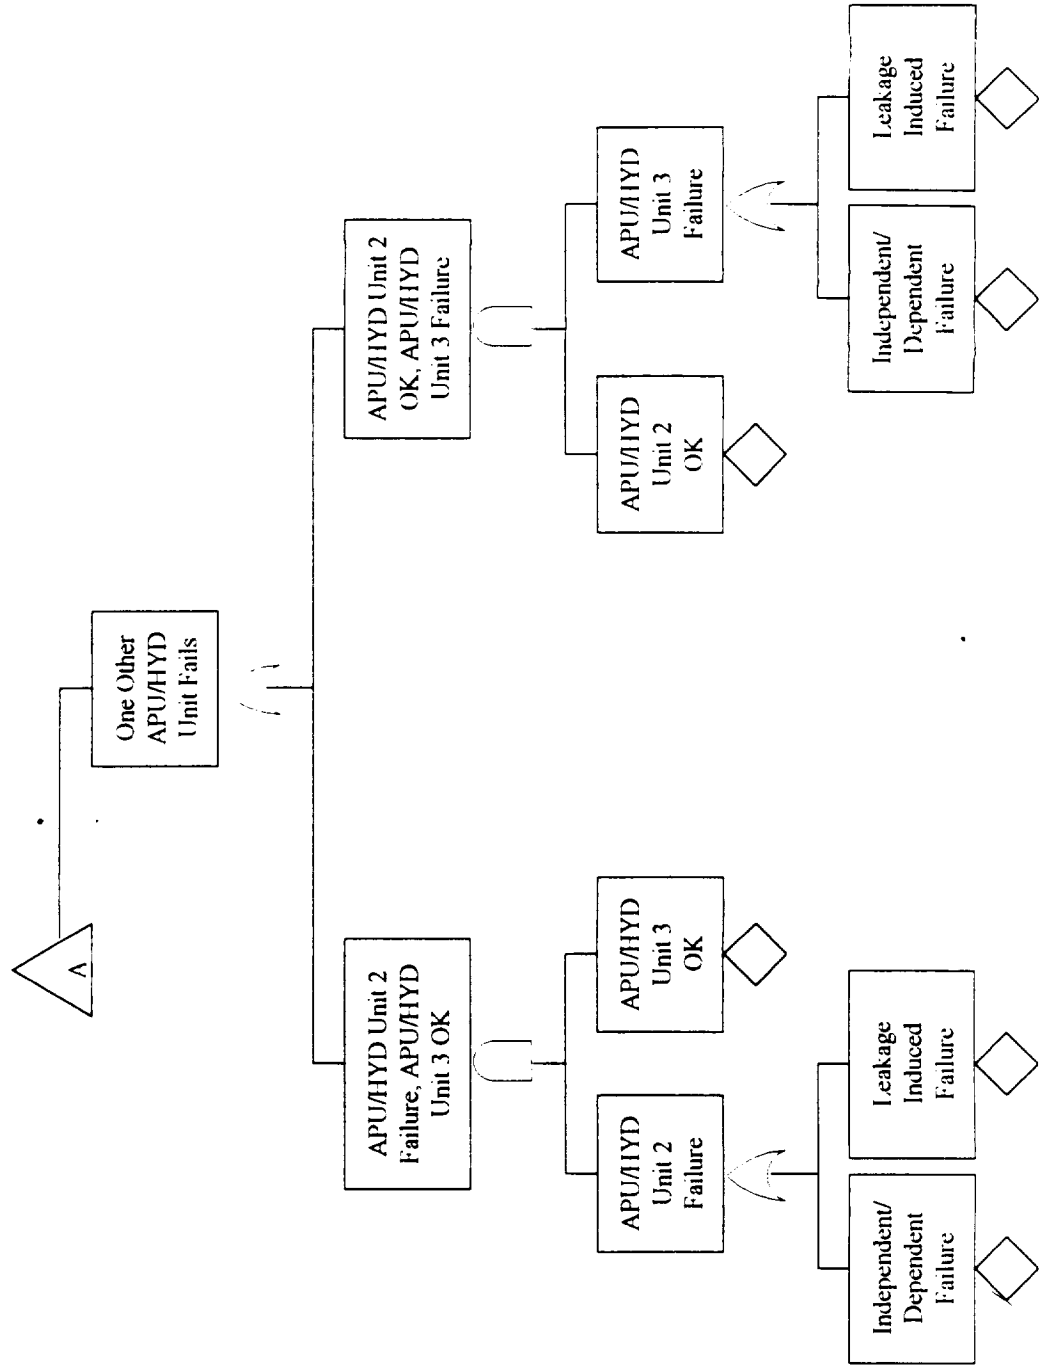 A
One Other
APU/HYD
Unit Fails
APU/HYD Unit 2
Failure, APU/HYD
Unit 3 OK
APU/HYD Unit 2
OK, APU/HYD
Unit 3 Failure
APU/HYD
Unit 2
Failure
APU/HYD
Unit 3
OK
APU/HYD
Unit 2
OK
APU/HYD
Unit 3
Failure
Independent/
Dependent
Failure
Leakage
Induced
Failure
Independent/
Dependent
Failure
Leakage
Induced
Failure